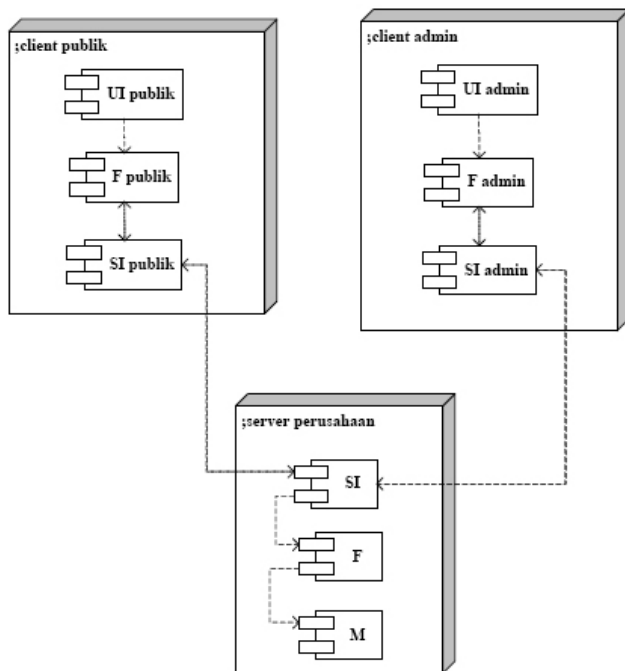 ;client publik
UI publik
F publik
SI publik
;client admin
UI admin
F admin
SI admin
;server perusahaan
SI
F
M